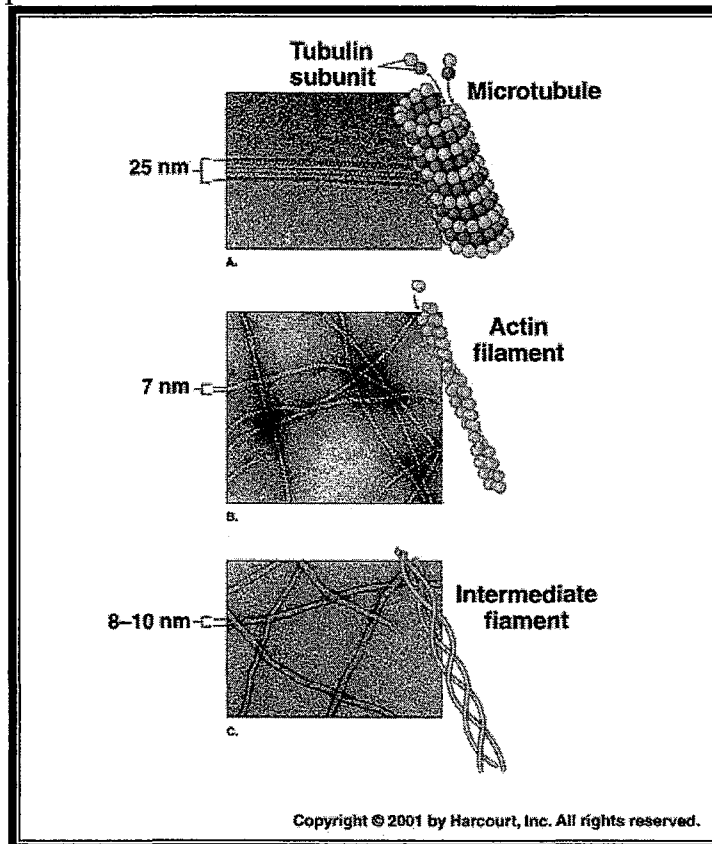 Tubulin
subunit
Microtubule
25 nm
A.
Actin
filament
7 nm
B.
Intermediate
fiament
8–10 nm
C.
Copyright © 2001 by Harcourt, Inc. All rights reserved.